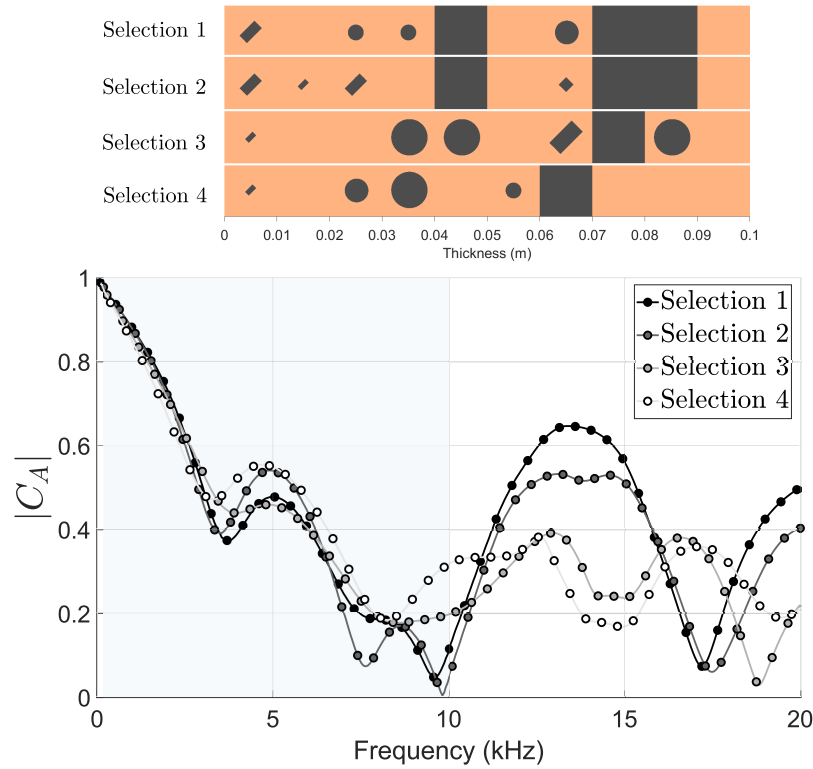 Selection 1
Selection 2
Selection 3
Selection 4
0 0.01 0.02 0.03 0.04 0.05 0.06 0.07 0.08 0.09 0.1
Thickness (m)
1
0.8
0.6
0.4
0.2
0
|C_A|
Selection 1
Selection 2
Selection 3
Selection 4
0 5 10 15 20
Frequency (kHz)